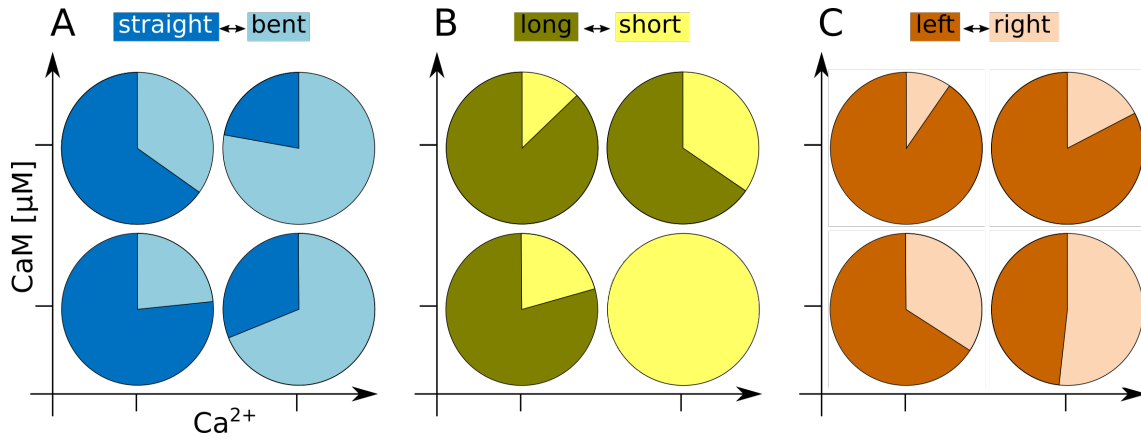 A straight bent
B long short
C left right
CaM [µM]
Ca²⁺